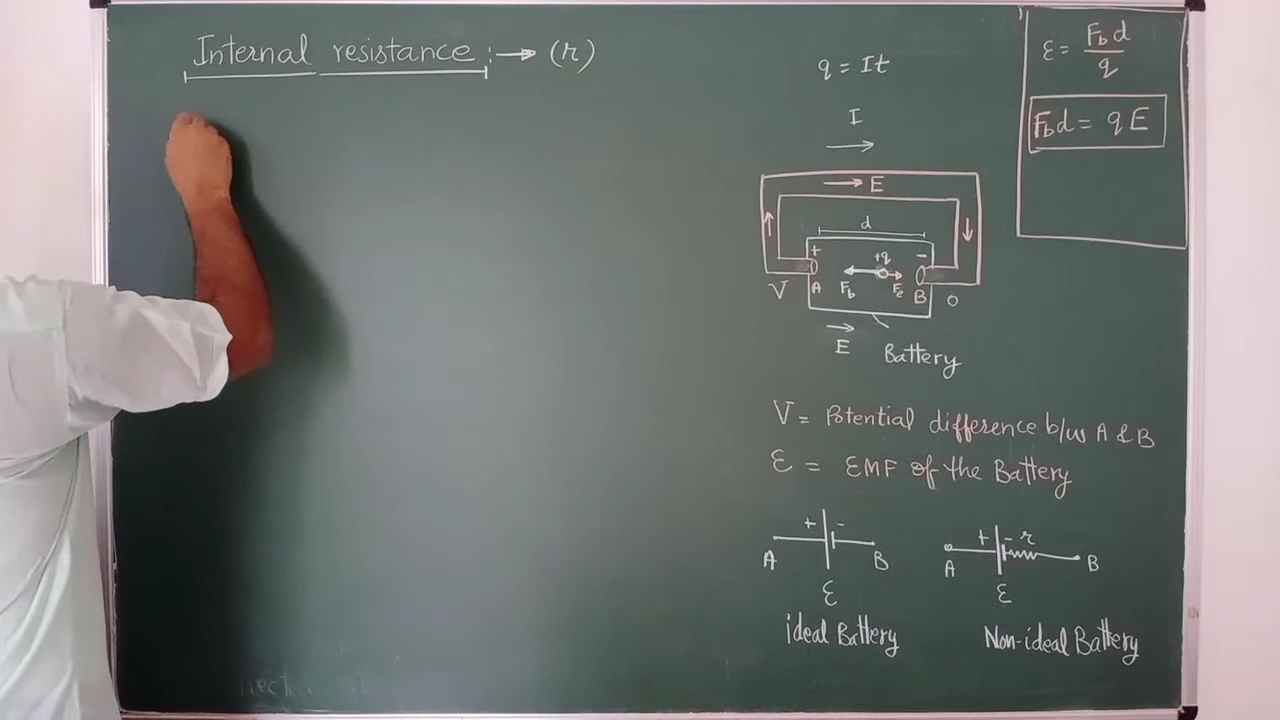 Internal resistance :→ (r)
q = It
I
→
→ E
d
+ -
+q
V A Fb Fe B 0
→
E Battery
V = Potential difference b/w A & B
ε = EMF of the Battery
+ -
A B
ε
ideal Battery
+ - r
A B
ε
Non-ideal Battery
ε = Fb d / q
Fb d = q E